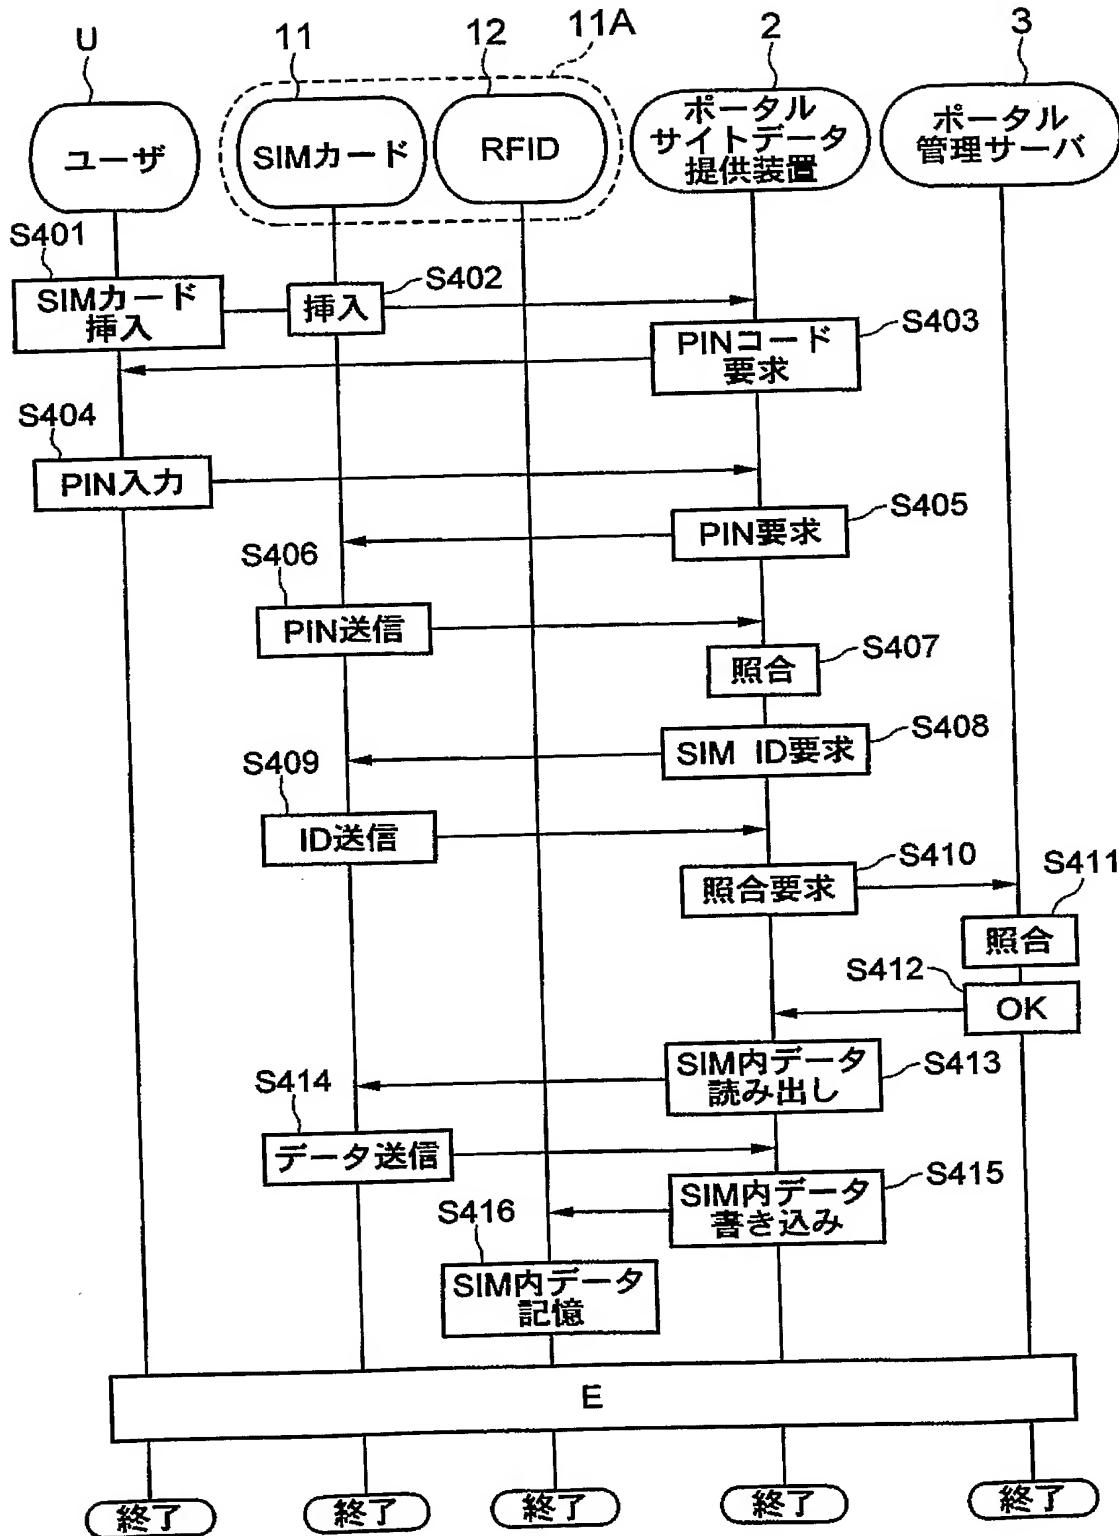 U
11
12
11A
2
3
ユーザ
SIMカード
RFID
ポータル
サイトデータ
提供装置
ポータル
管理サーバ
S401
SIMカード
挿入
挿入
S402
PINコード
要求
S403
S404
PIN入力
PIN要求
S405
S406
PIN送信
照合
S407
SIM ID要求
S408
S409
ID送信
照合要求
S410
S411
照合
S412
OK
SIM内データ
読み出し
S413
S414
データ送信
SIM内データ
書き込み
S415
S416
SIM内データ
記憶
E
終了
終了
終了
終了
終了